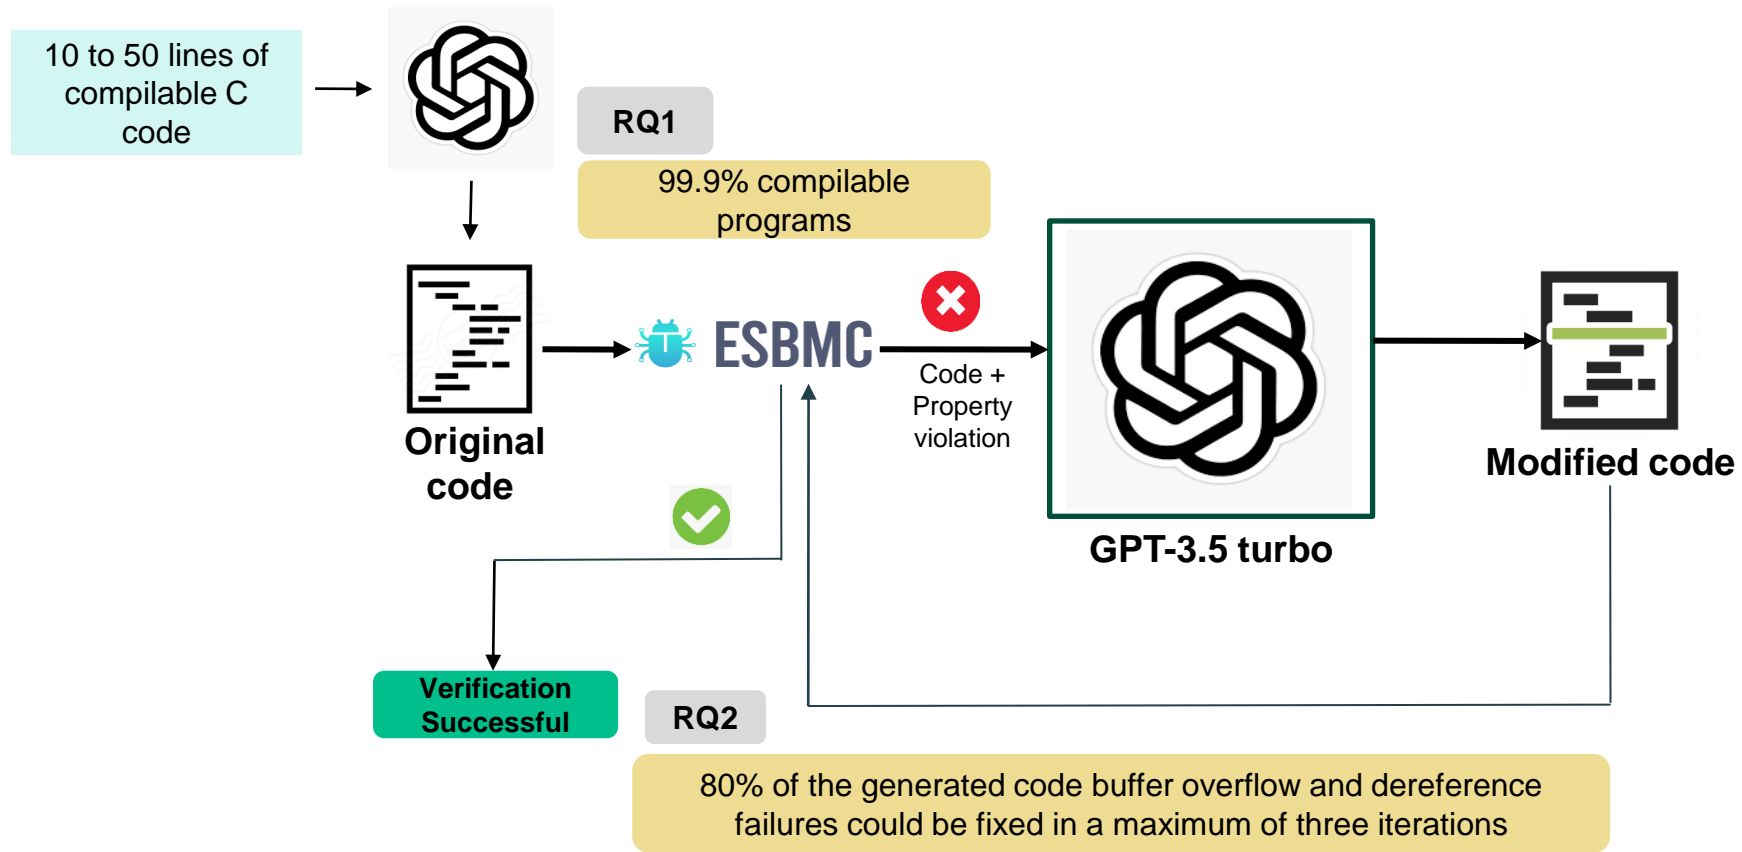 10 to 50 lines of
compilable C
code
RQ1
99.9% compilable
programs
ESBMC
Code +
Property
violation
Original
code
Modified code
GPT-3.5 turbo
Verification
Successful
RQ2
80% of the generated code buffer overflow and dereference
failures could be fixed in a maximum of three iterations